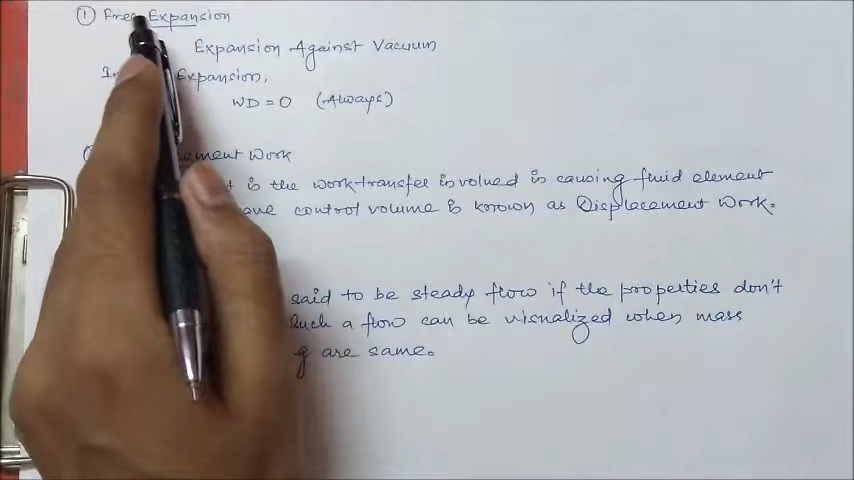 ① Free Expansion
Expansion Against Vacuum
Expansion,
WD = 0 (Always)
ement Work
t is the work transfer involved is causing fluid element
control volume is known as Displacement Work.
said to be steady flow if the properties don't
Such a flow can be visualized when mass
g are same.